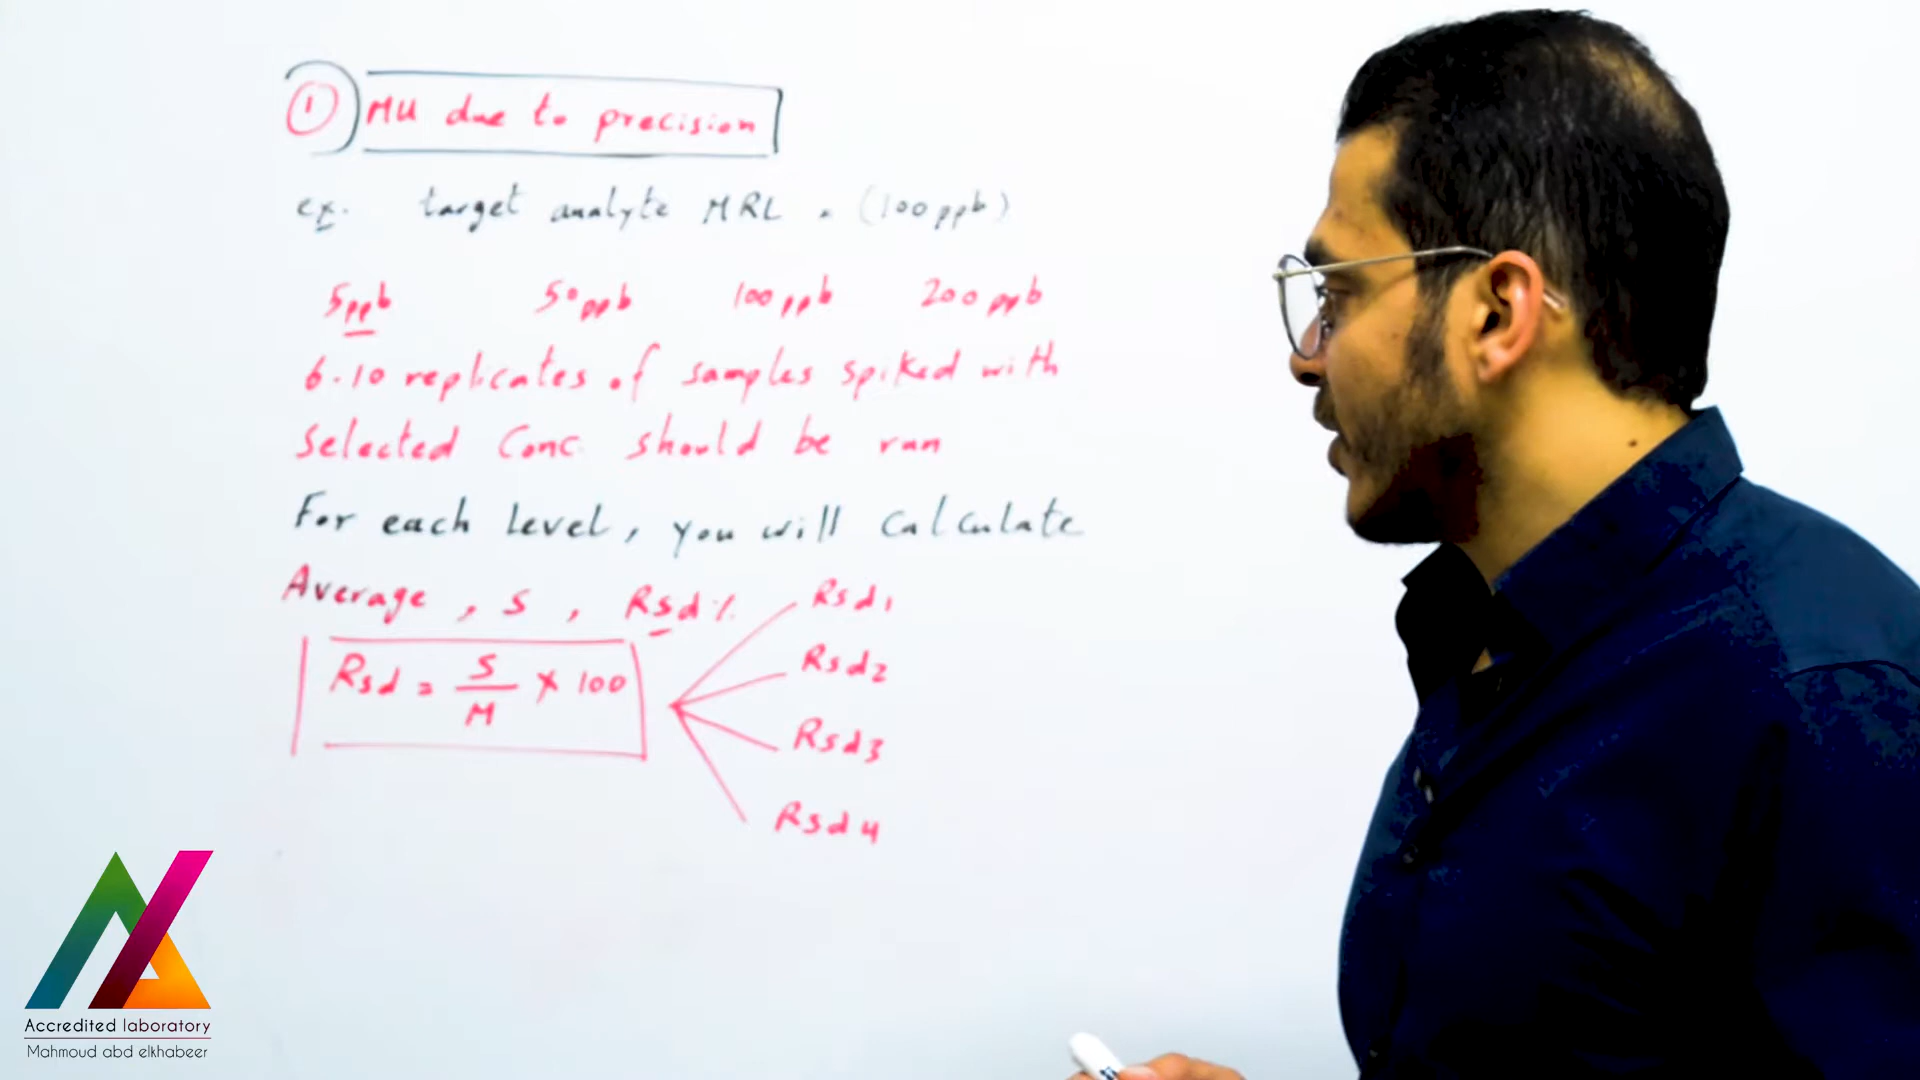 1 MU due to precision
ex. target analyte MRL = (100 ppb)
5ppb 50ppb 100ppb 200ppb
6-10 replicates of samples spiked with
Selected Conc. should be run
For each level, you will calculate
Average, S, Rsd%
Rsd = S/M x 100
Rsd1
Rsd2
Rsd3
Rsd4
Accredited laboratory
Mahmoud abd elkhabeer